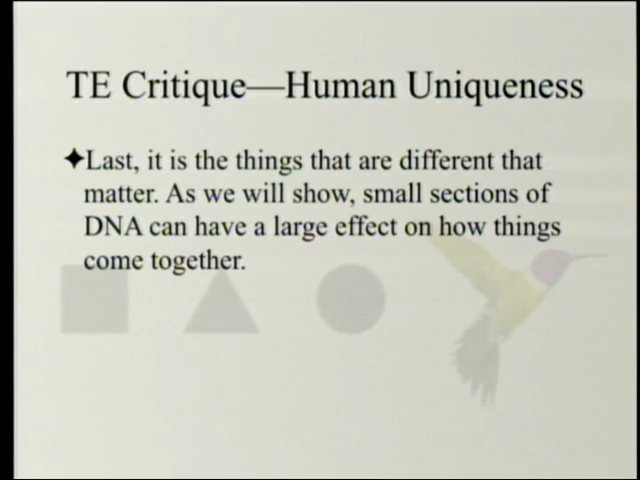 TE Critique—Human Uniqueness
✦Last, it is the things that are different that
matter. As we will show, small sections of
DNA can have a large effect on how things
come together.